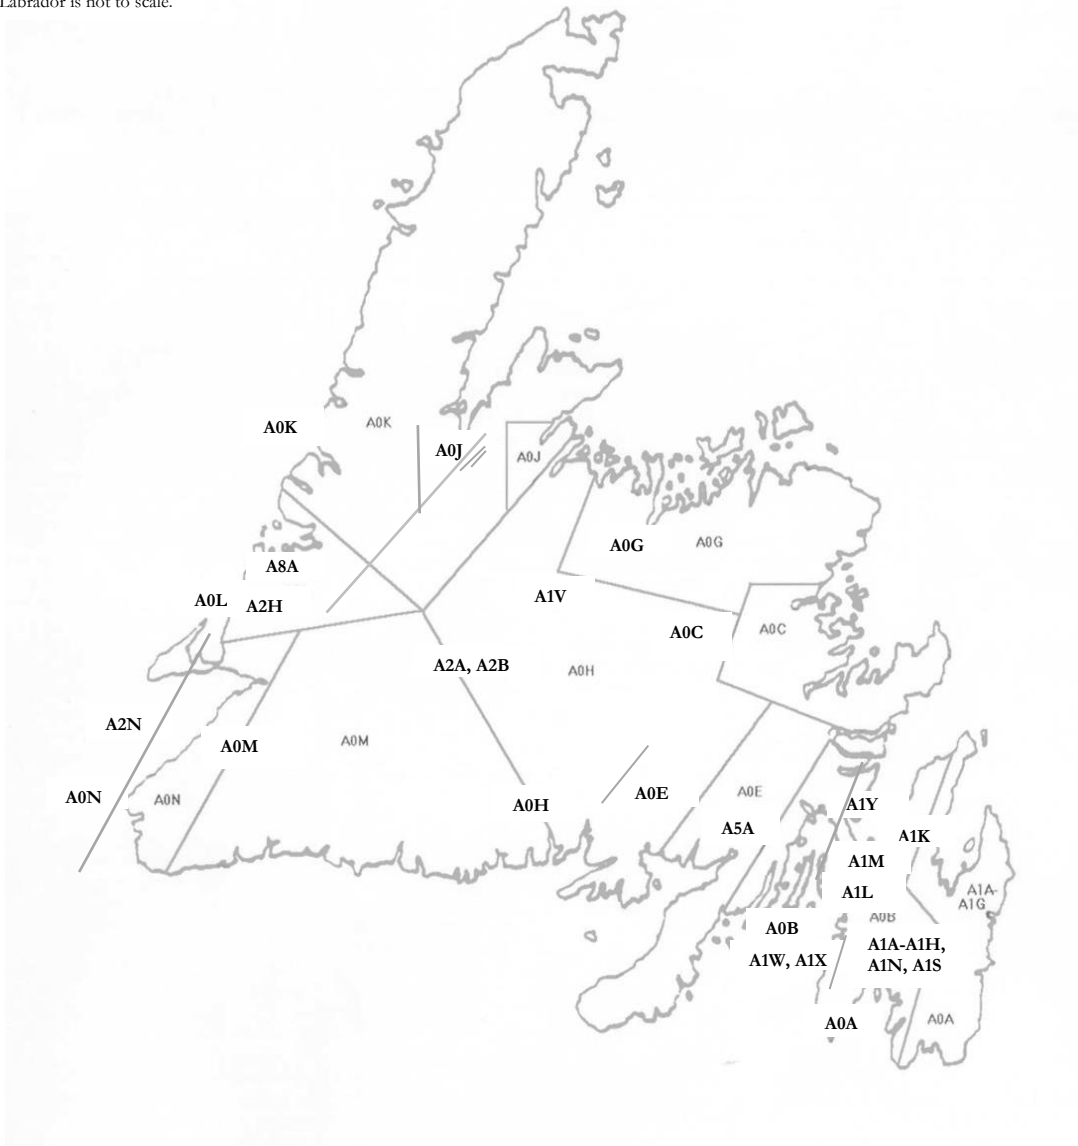 Labrador is not to scale.
A0K
A0K
A0J
A0J
A0G
A0G
A8A
A1V
A0L
A2H
A0C
A0C
A2A, A2B
A0H
A2N
A0M
A0M
A0N
A0N
A0H
A0E
A0E
A5A
A1Y
A1K
A1M
A1L
A1A-
A1G
A0B
A0B
A1A-A1H,
A1N, A1S
A1W, A1X
A0A
A0A